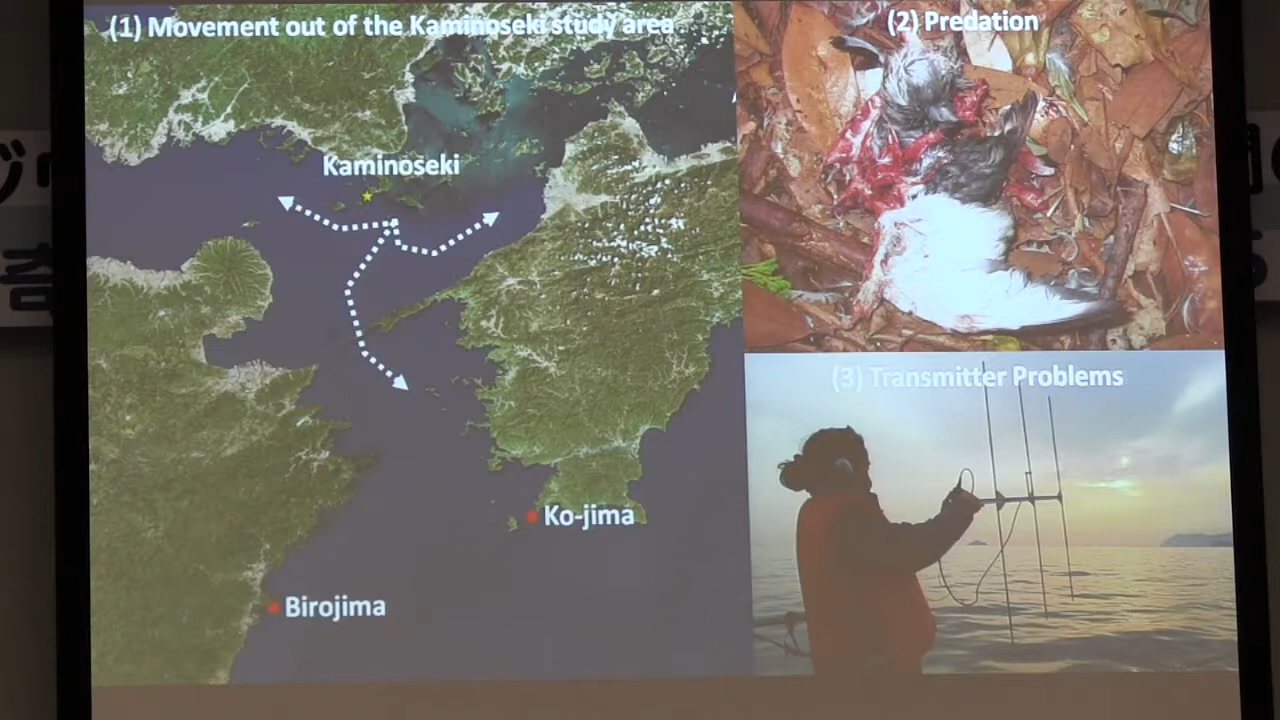 (1) Movement out of the Kaminoseki study area
Kaminoseki
Ko-jima
Birojima
(2) Predation
(3) Transmitter Problems